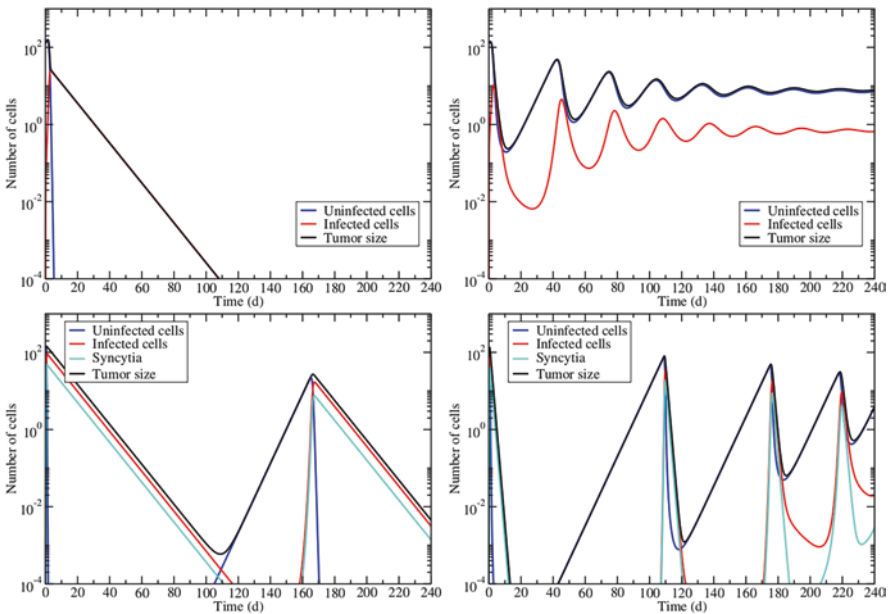 Number of cells
10^2
10^0
10^-2
10^-4
0 20 40 60 80 100 120 140 160 180 200 220 240
Time (d)
Uninfected cells
Infected cells
Tumor size
Number of cells
10^2
10^0
10^-2
10^-4
0 20 40 60 80 100 120 140 160 180 200 220 240
Time (d)
Uninfected cells
Infected cells
Tumor size
Number of cells
10^2
10^0
10^-2
10^-4
0 20 40 60 80 100 120 140 160 180 200 220 240
Time (d)
Uninfected cells
Infected cells
Syncytia
Tumor size
Number of cells
10^2
10^0
10^-2
10^-4
0 20 40 60 80 100 120 140 160 180 200 220 240
Time (d)
Uninfected cells
Infected cells
Syncytia
Tumor size